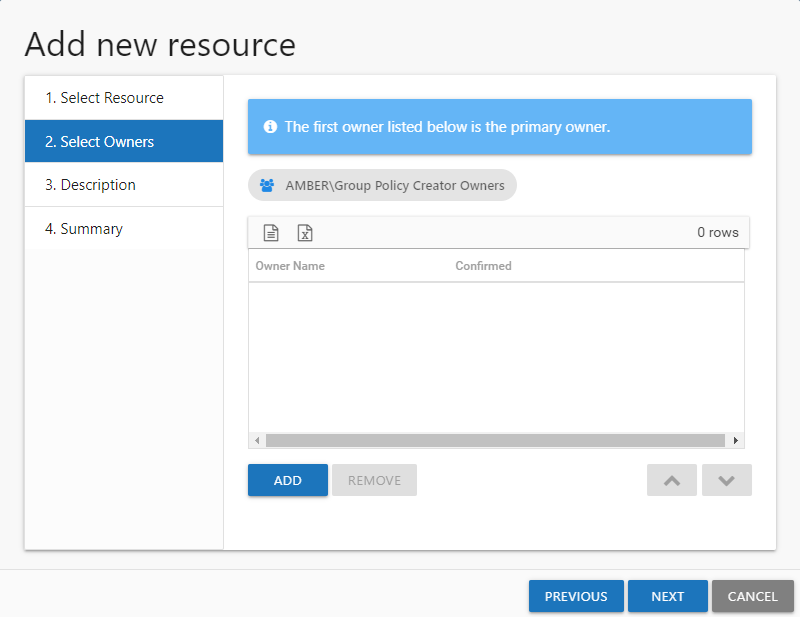 Add new resource
1. Select Resource
2. Select Owners
3. Description
4. Summary
The first owner listed below is the primary owner.
AMBER\Group Policy Creator Owners
0 rows
Owner Name Confirmed
ADD REMOVE
PREVIOUS NEXT CANCEL